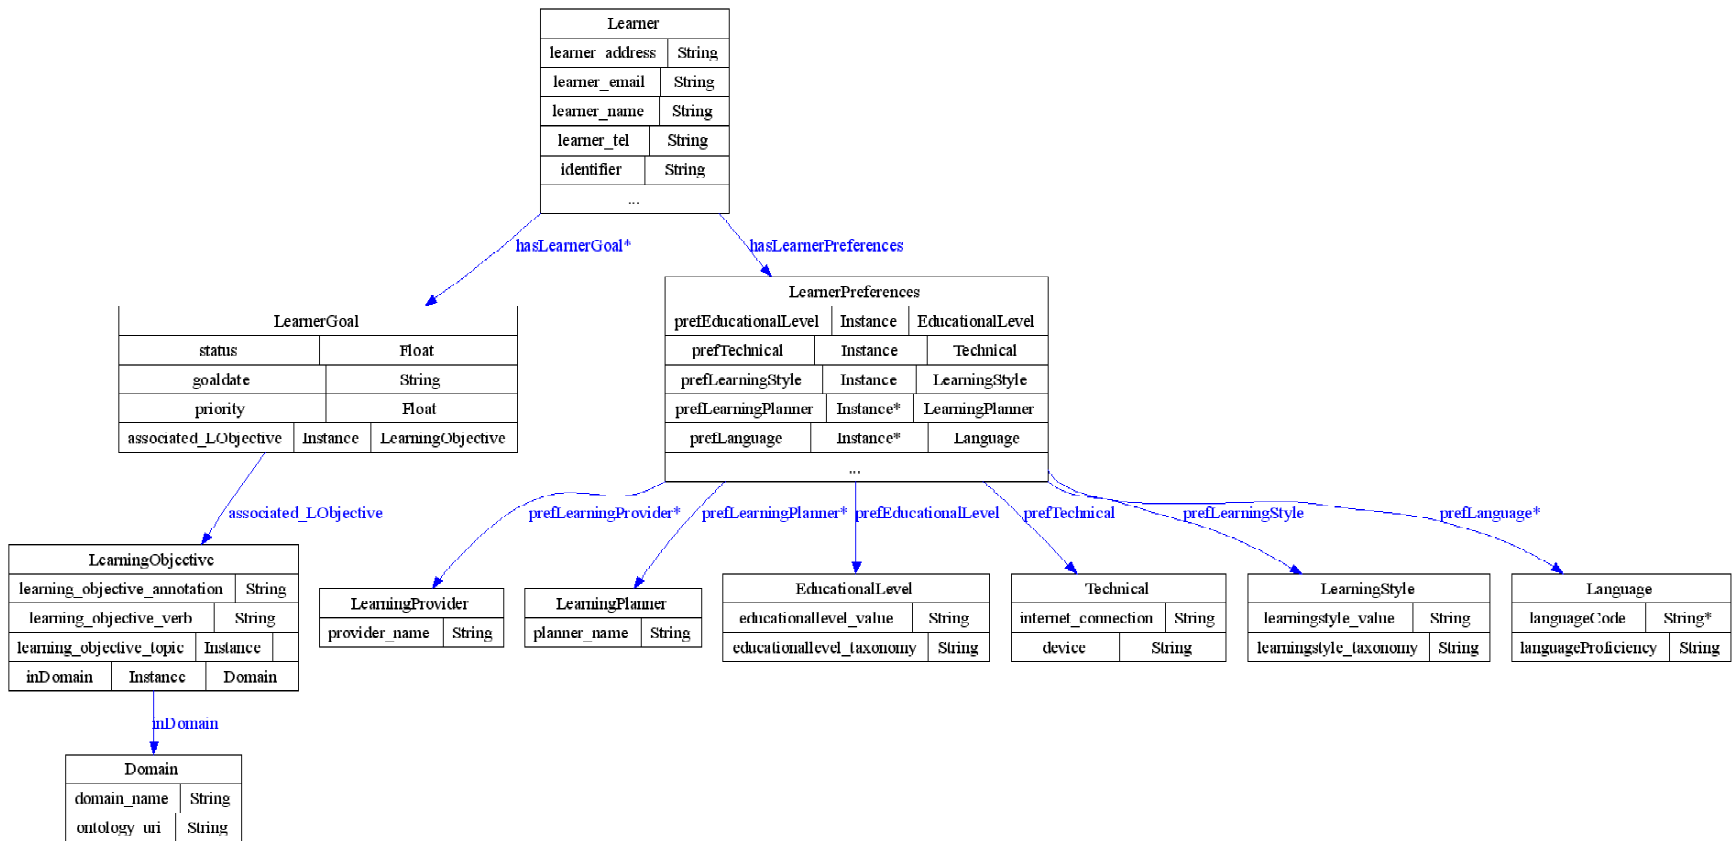 Learner
learner_address String
learner_email String
learner_name String
learner_tel String
identifier String
...
hasLearnerGoal* hasLearnerPreferences
LearnerGoal
status Float
goaldate String
priority Float
associated_LObjective Instance LearningObjective
LearnerPreferences
prefEducationalLevel Instance EducationalLevel
prefTechnical Instance Technical
prefLearningStyle Instance LearningStyle
prefLearningPlanner Instance* LearningPlanner
prefLanguage Instance* Language
...
associated_LObjective prefLearningProvider* prefLearningPlanner* prefEducationalLevel prefTechnical prefLearningStyle prefLanguage*
LearningObjective
learning_objective_annotation String
learning_objective_verb String
learning_objective_topic Instance
inDomain Instance Domain
LearningProvider
provider_name String
LearningPlanner
planner_name String
EducationalLevel
educationallevel_value String
educationallevel_taxonomy String
Technical
internet_connection String
device String
LearningStyle
learningstyle_value String
learningstyle_taxonomy String
Language
languageCode String*
languageProficiency String
inDomain
Domain
domain_name String
ontology_uri String